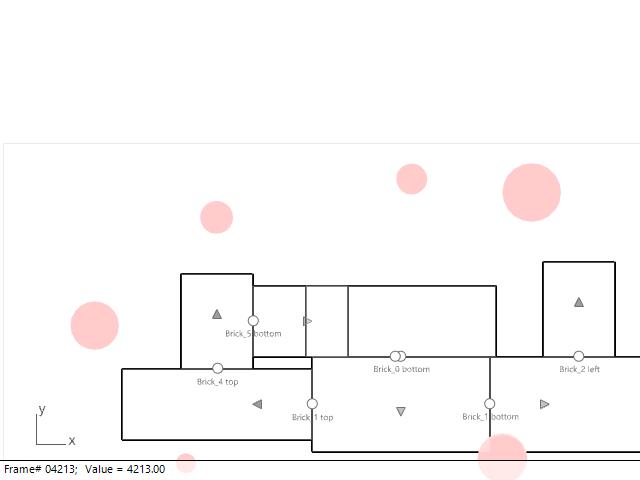 Brick_5 bottom
Brick_0 bottom
Brick_2 left
Brick_4 top
y
Brick_1 top
Brick_1 bottom
x
Frame# 04213; Value = 4213.00